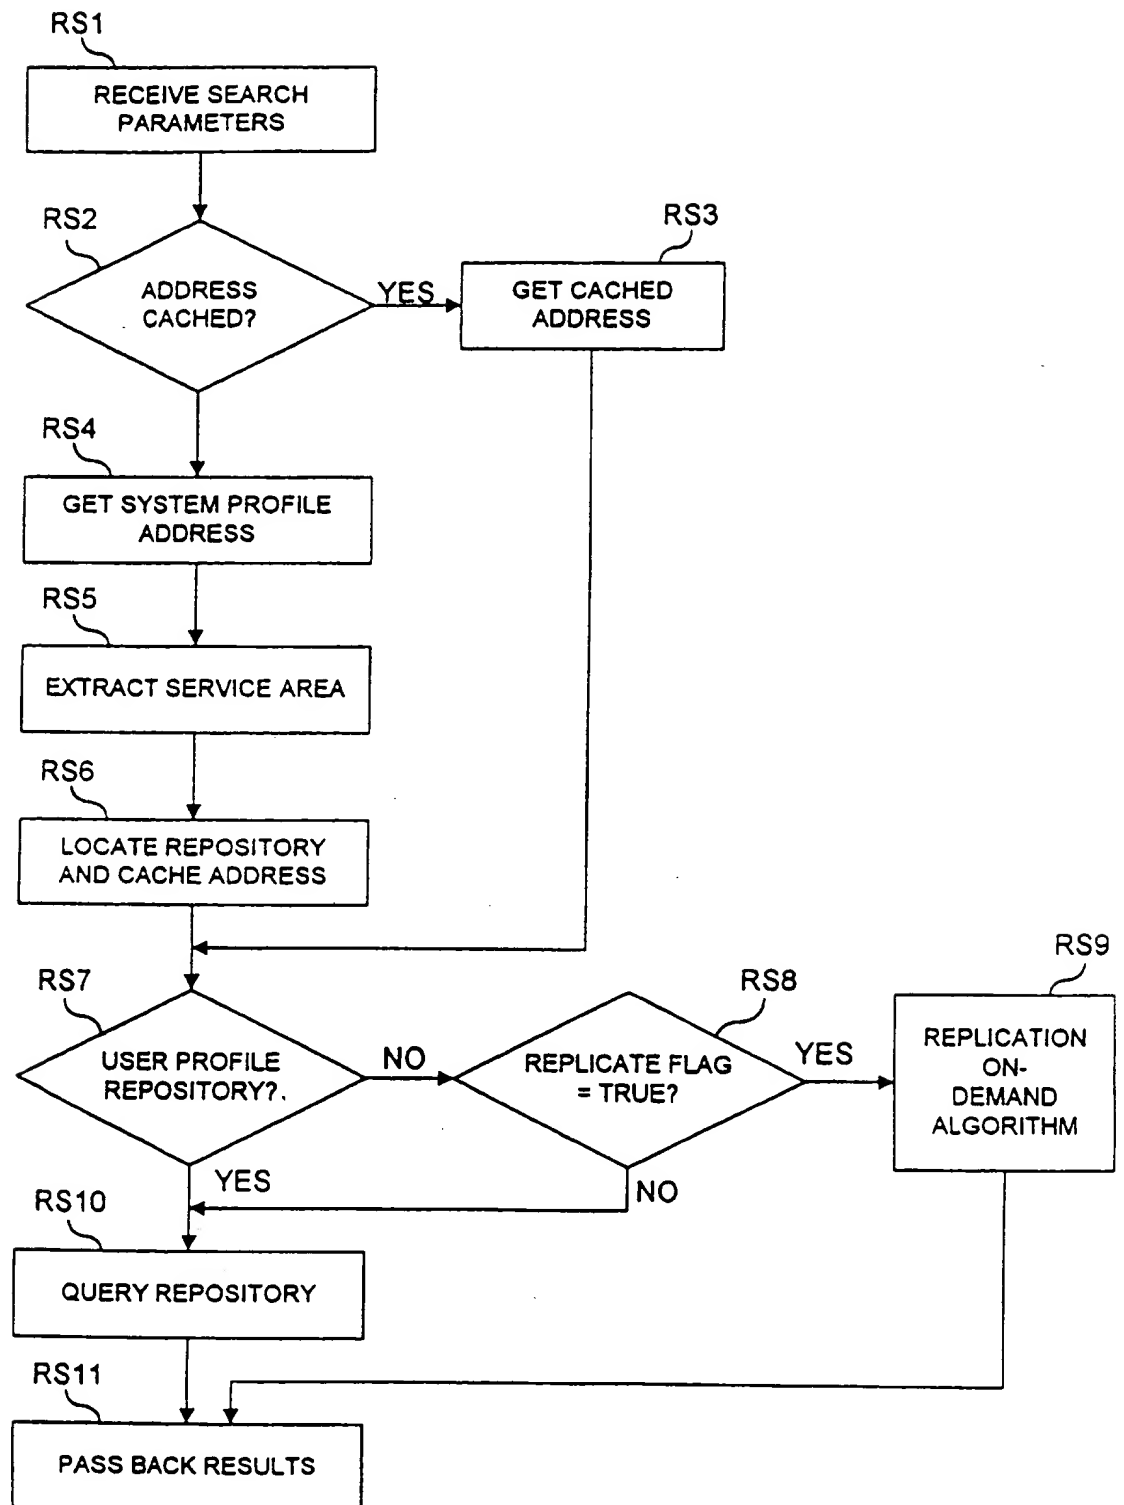 RS1
RECEIVE SEARCH
PARAMETERS
RS2
ADDRESS
CACHED?
YES
RS3
GET CACHED
ADDRESS
RS4
GET SYSTEM PROFILE
ADDRESS
RS5
EXTRACT SERVICE AREA
RS6
LOCATE REPOSITORY
AND CACHE ADDRESS
RS7
USER PROFILE
REPOSITORY?
NO
RS8
REPLICATE FLAG
= TRUE?
YES
RS9
REPLICATION
ON-
DEMAND
ALGORITHM
YES
NO
RS10
QUERY REPOSITORY
RS11
PASS BACK RESULTS